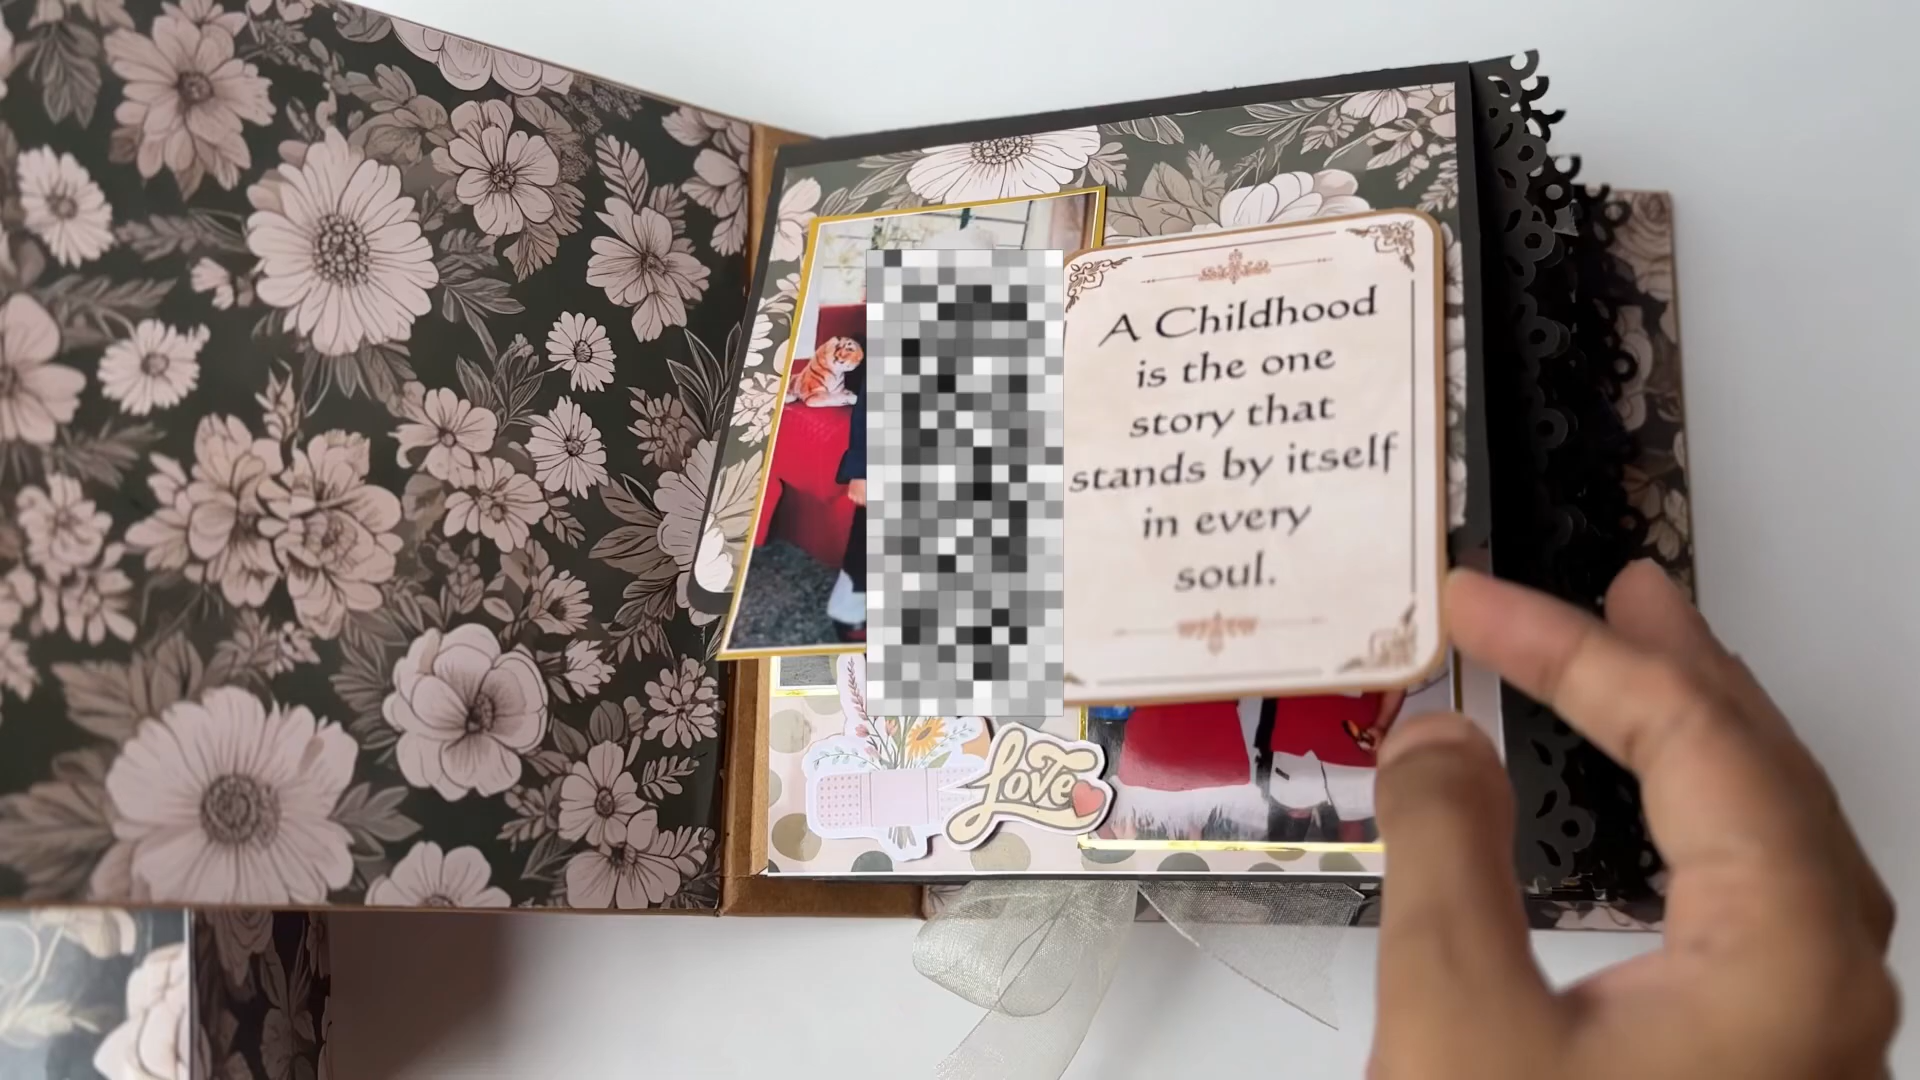 A Childhood
is the one
story that
stands by itself
in every
soul.
Love